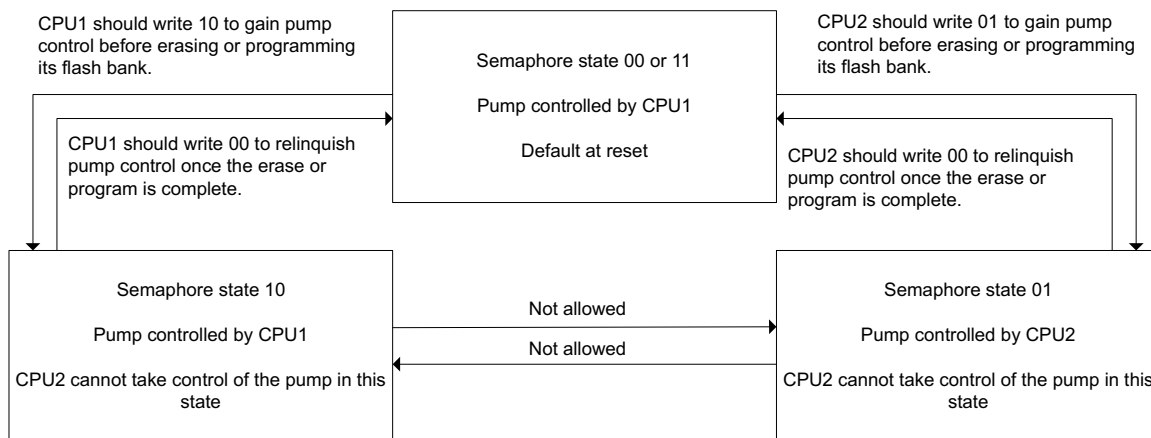 CPU1 should write 10 to gain pump
control before erasing or programming
its flash bank.
Semaphore state 00 or 11
Pump controlled by CPU1
Default at reset
CPU2 should write 01 to gain pump
control before erasing or programming
its flash bank.
CPU1 should write 00 to relinquish
pump control once the erase or
program is complete.
CPU2 should write 00 to relinquish
pump control once the erase or
program is complete.
Semaphore state 10
Pump controlled by CPU1
CPU2 cannot take control of the pump in this
state
Not allowed
Not allowed
Semaphore state 01
Pump controlled by CPU2
CPU2 cannot take control of the pump in this
state